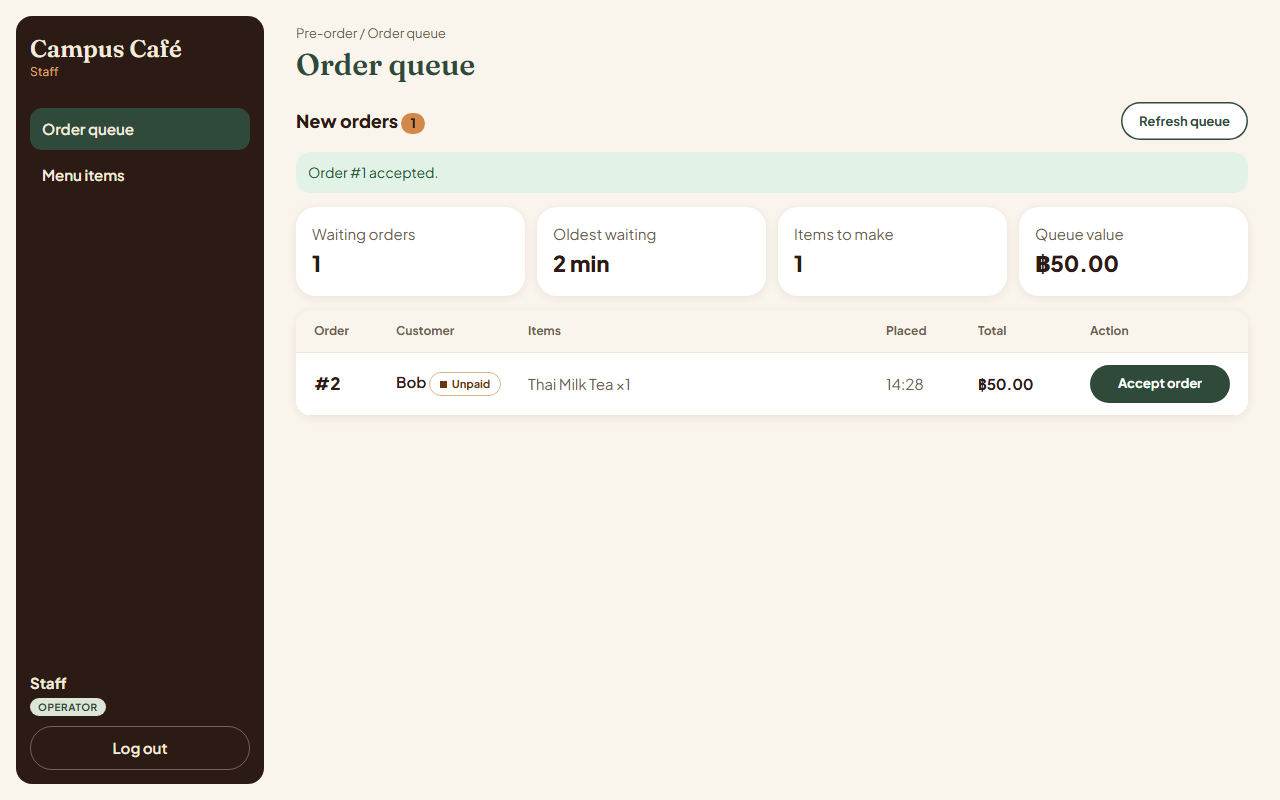 Campus Café
Staff
Order queue
Menu items
Staff
OPERATOR
Log out
Pre-order / Order queue
Order queue
New orders 1
Refresh queue
Order #1 accepted.
Waiting orders
1
Oldest waiting
2 min
Items to make
1
Queue value
฿50.00
Order Customer Items Placed Total Action
#2 Bob Unpaid Thai Milk Tea ×1 14:28 ฿50.00 Accept order